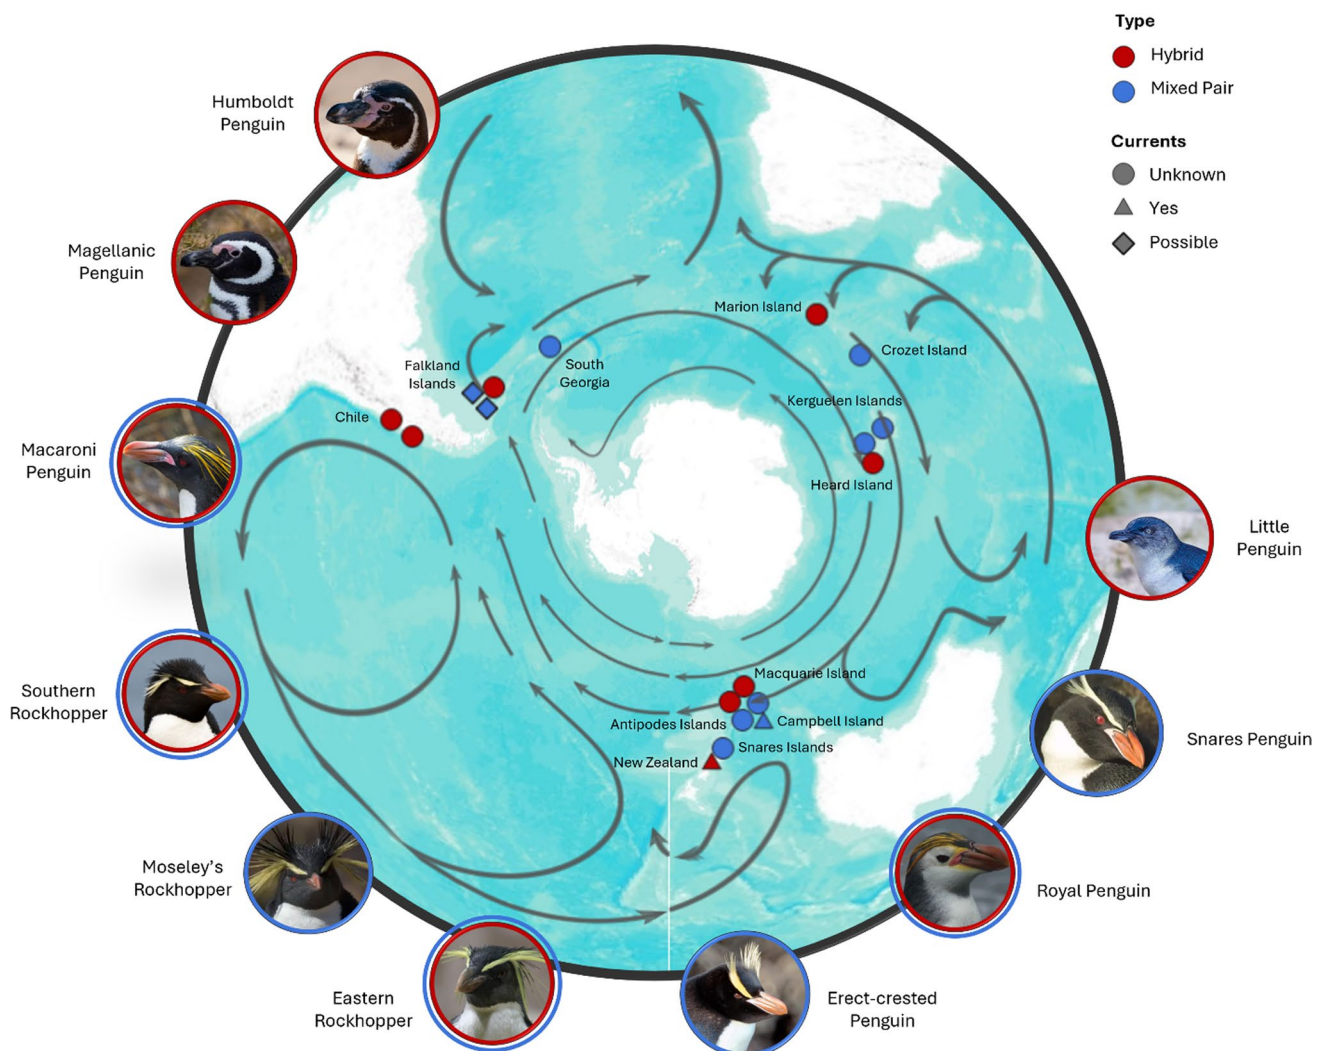 Type
Hybrid
Mixed Pair
Currents
Unknown
Yes
Possible
Humboldt
Penguin
Magellanic
Penguin
Macaroni
Penguin
Southern
Rockhopper
Moseley's
Rockhopper
Eastern
Rockhopper
Erect-crested
Penguin
Royal Penguin
Snares Penguin
Little
Penguin
Marion Island
Crozet Island
Kerguelen Islands
Heard Island
South
Georgia
Falkland
Islands
Chile
Macquarie Island
Antipodes Islands
Campbell Island
Snares Islands
New Zealand